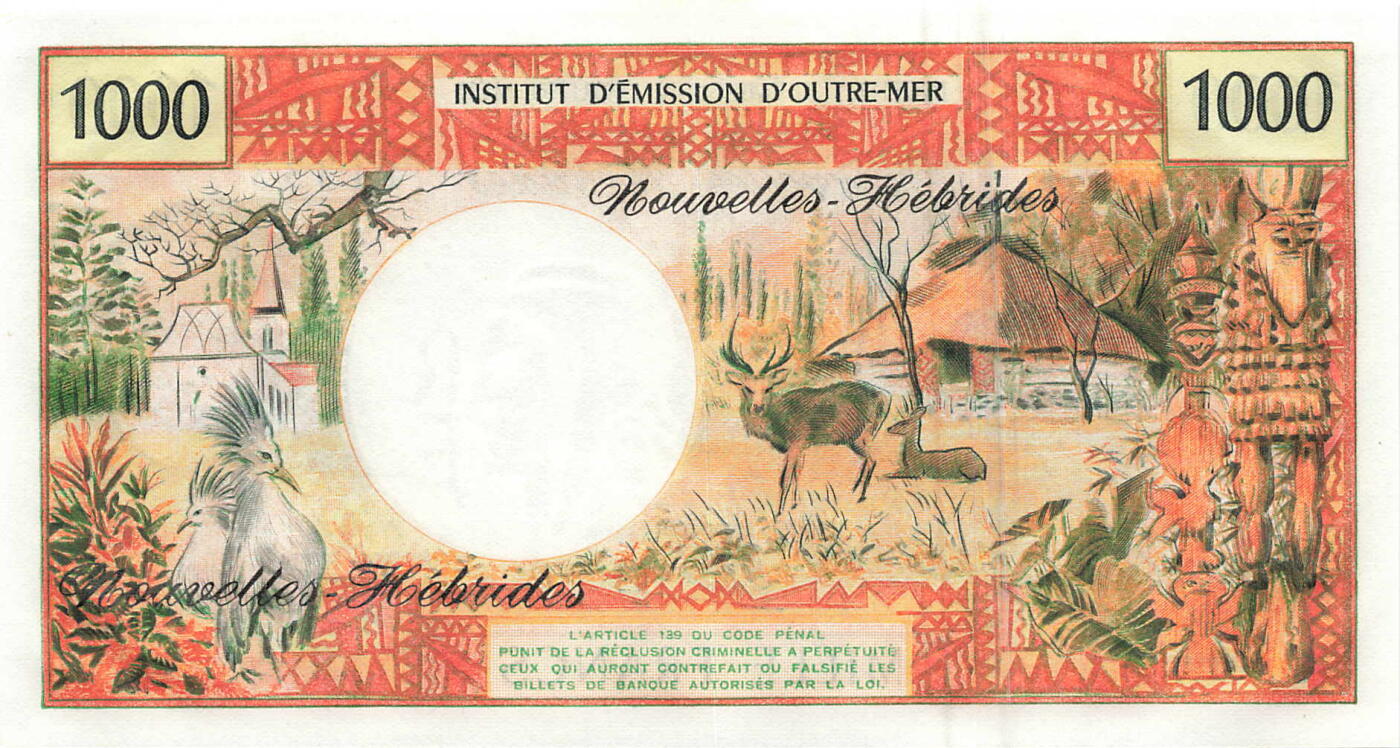 1000
INSTITUT D'ÉMISSION D'OUTRE-MER
1000
Nouvelles-Hébrides
Nouvelles-Hébrides
L'ARTICLE 139 DU CODE PÉNAL
PUNIT DE LA RÉCLUSION CRIMINELLE A PERPÉTUITÉ
CEUX QUI AURONT CONTREFAIT OU FALSIFIÉ LES
BILLETS DE BANQUE AUTORISÉS PAR LA LOI.